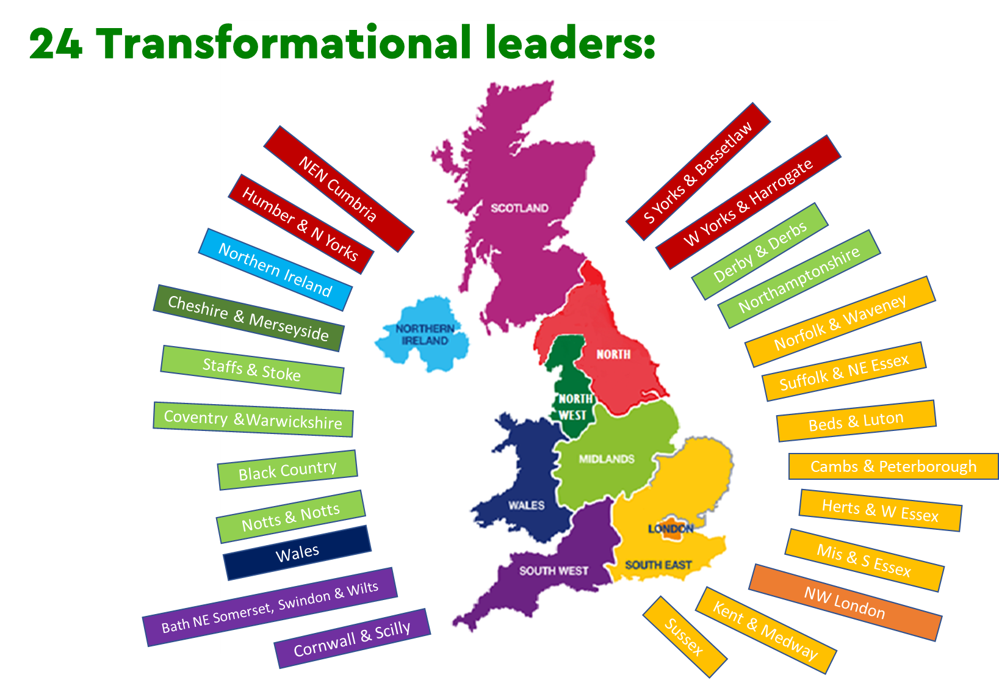 24 Transformational leaders:
NEN Cumbria
Humber & N Yorks
Northern Ireland
Cheshire & Merseyside
Staffs & Stoke
Coventry &Warwickshire
Black Country
Notts & Notts
Wales
Bath NE Somerset, Swindon & Wilts
Cornwall & Scilly
SCOTLAND
NORTHERN
IRELAND
NORTH
NORTH
WEST
MIDLANDS
WALES
LONDON
SOUTH WEST
SOUTH EAST
S Yorks & Bassetlaw
W Yorks & Harrogate
Derby & Derbs
Northamptonshire
Norfolk & Waveney
Suffolk & NE Essex
Beds & Luton
Cambs & Peterborough
Herts & W Essex
Mis & S Essex
NW London
Kent & Medway
Sussex